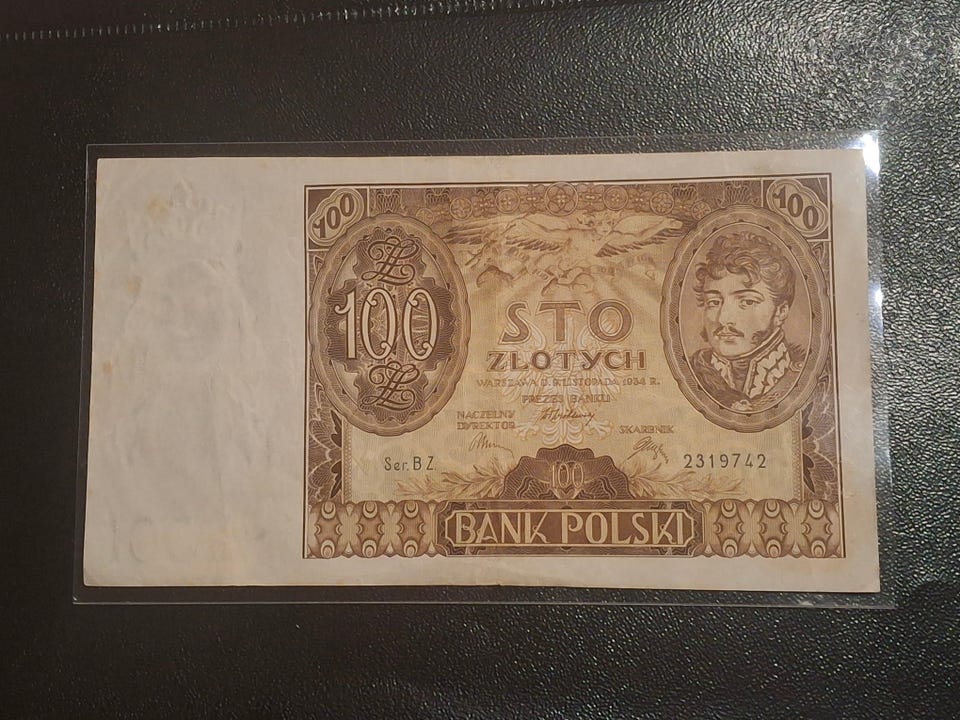 100
100
100
STO
ZŁOTYCH
WARSZAWA D. 9 LISTOPADA 1934 R.
PREZES BANKU
NACZELNY
DYREKTOR
SKARBNIK
Ser. B Z.
2319742
100
BANK POLSKI